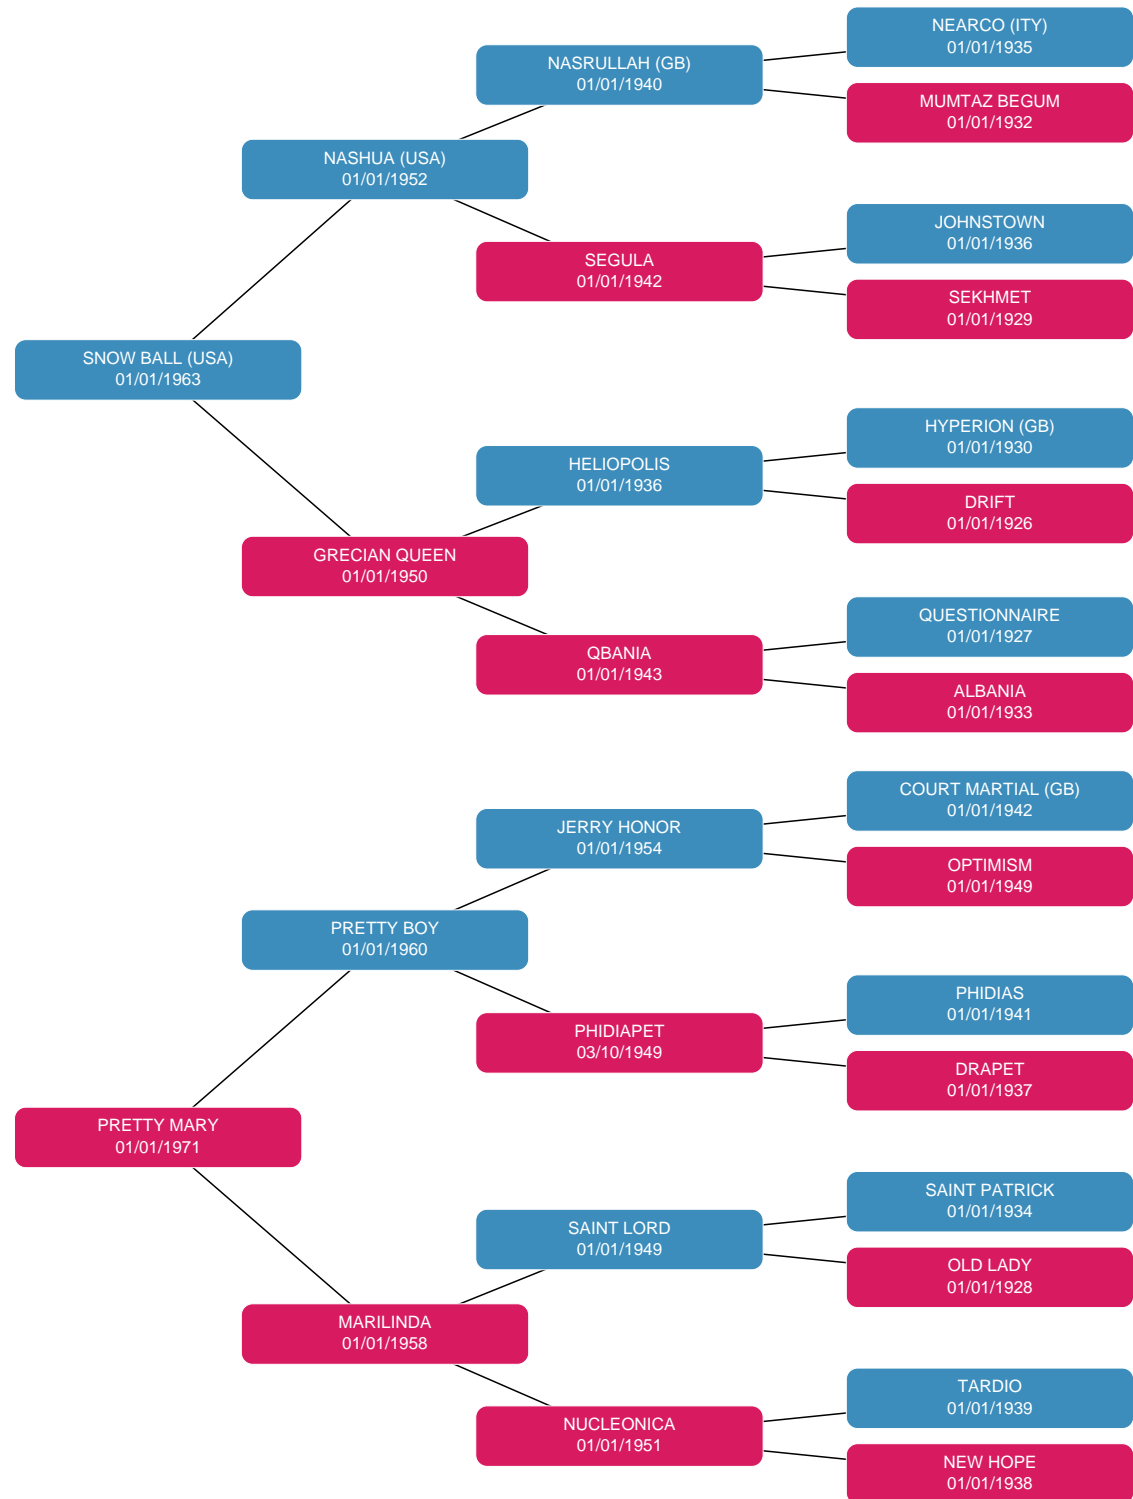 NEARCO (ITY)
01/01/1935
NASRULLAH (GB)
01/01/1940
MUMTAZ BEGUM
01/01/1932
NASHUA (USA)
01/01/1952
JOHNSTOWN
01/01/1936
SEGULA
01/01/1942
SEKHMET
01/01/1929
SNOW BALL (USA)
01/01/1963
HYPERION (GB)
01/01/1930
HELIOPOLIS
01/01/1936
DRIFT
01/01/1926
GRECIAN QUEEN
01/01/1950
QUESTIONNAIRE
01/01/1927
QBANIA
01/01/1943
ALBANIA
01/01/1933
COURT MARTIAL (GB)
01/01/1942
JERRY HONOR
01/01/1954
OPTIMISM
01/01/1949
PRETTY BOY
01/01/1960
PHIDIAS
01/01/1941
PHIDIAPET
03/10/1949
DRAPET
01/01/1937
PRETTY MARY
01/01/1971
SAINT PATRICK
01/01/1934
SAINT LORD
01/01/1949
OLD LADY
01/01/1928
MARILINDA
01/01/1958
TARDIO
01/01/1939
NUCLEONICA
01/01/1951
NEW HOPE
01/01/1938